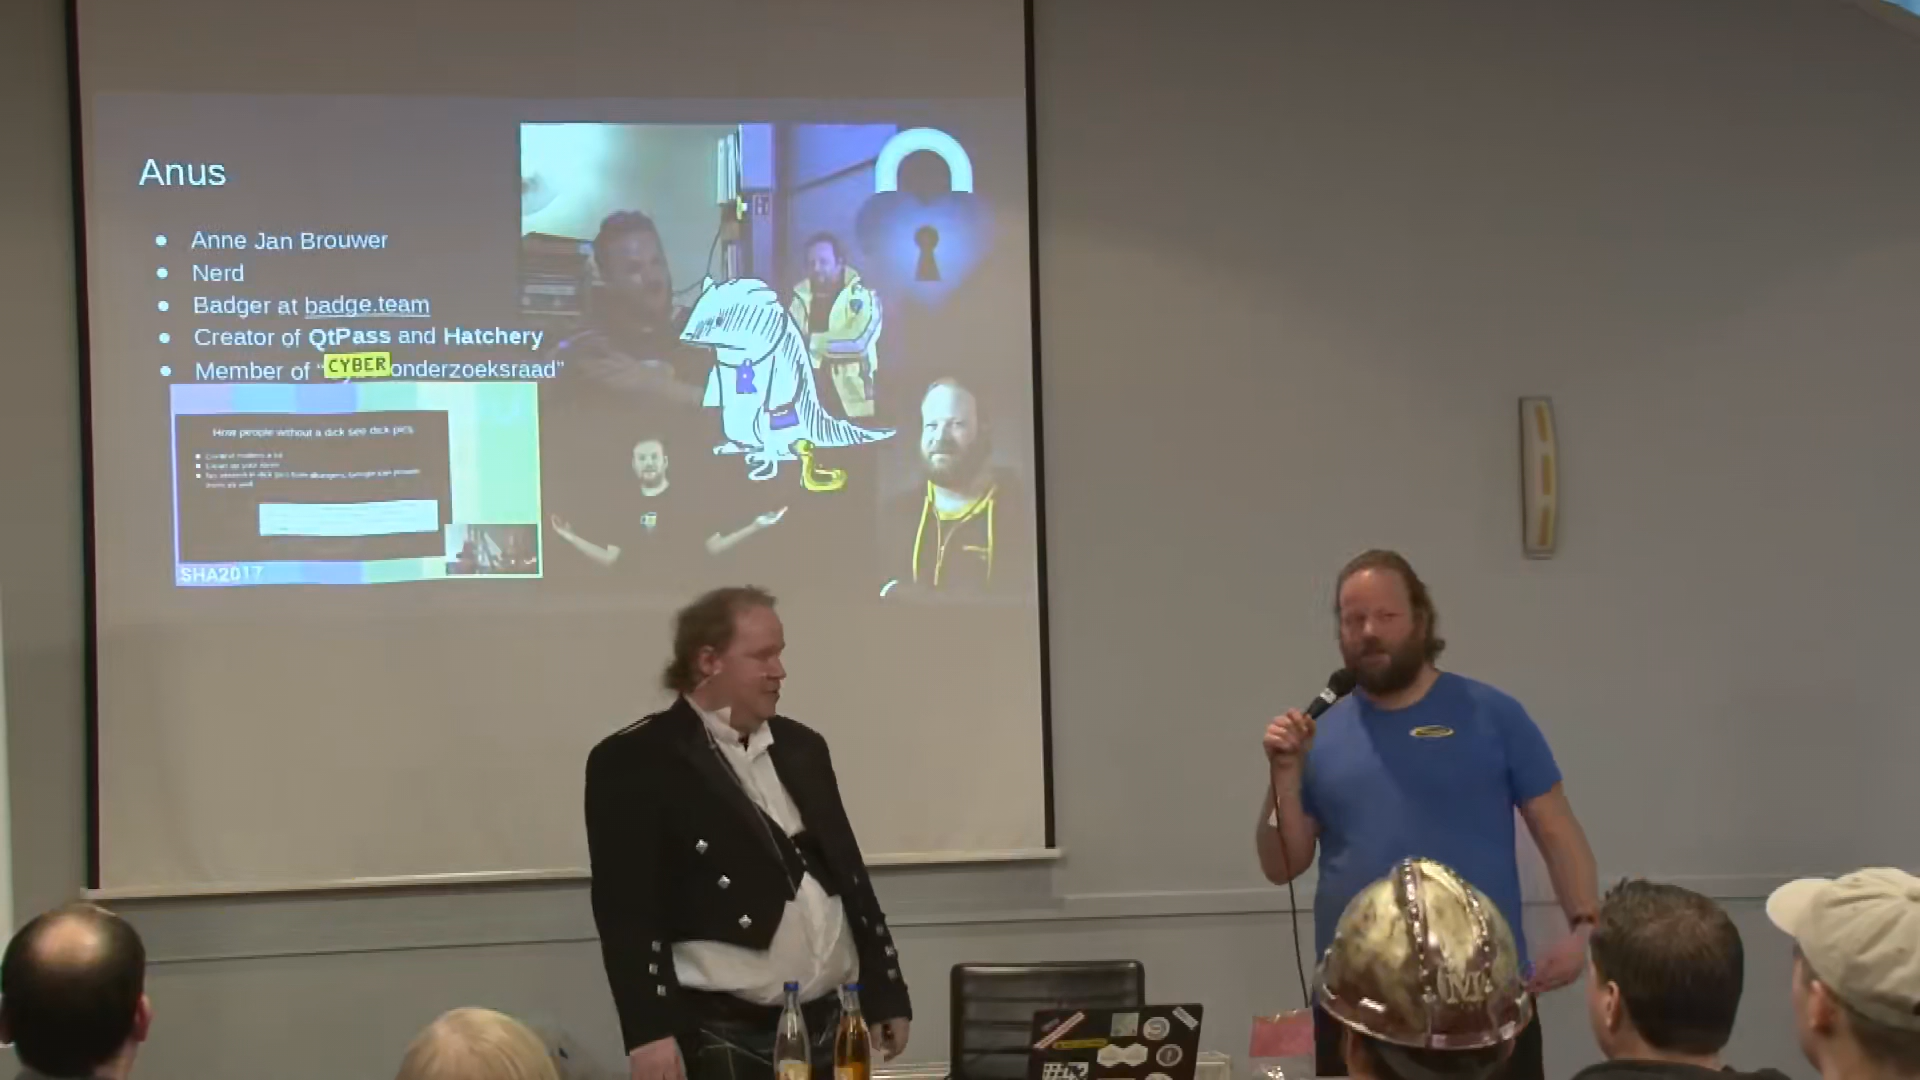 Anus
Anne Jan Brouwer
Nerd
Badger at badge.team
Creator of QtPass and Hatchery
Member of “CYBER onderzoeksraad”
How people without a dick see dick pics
SHA2017
M